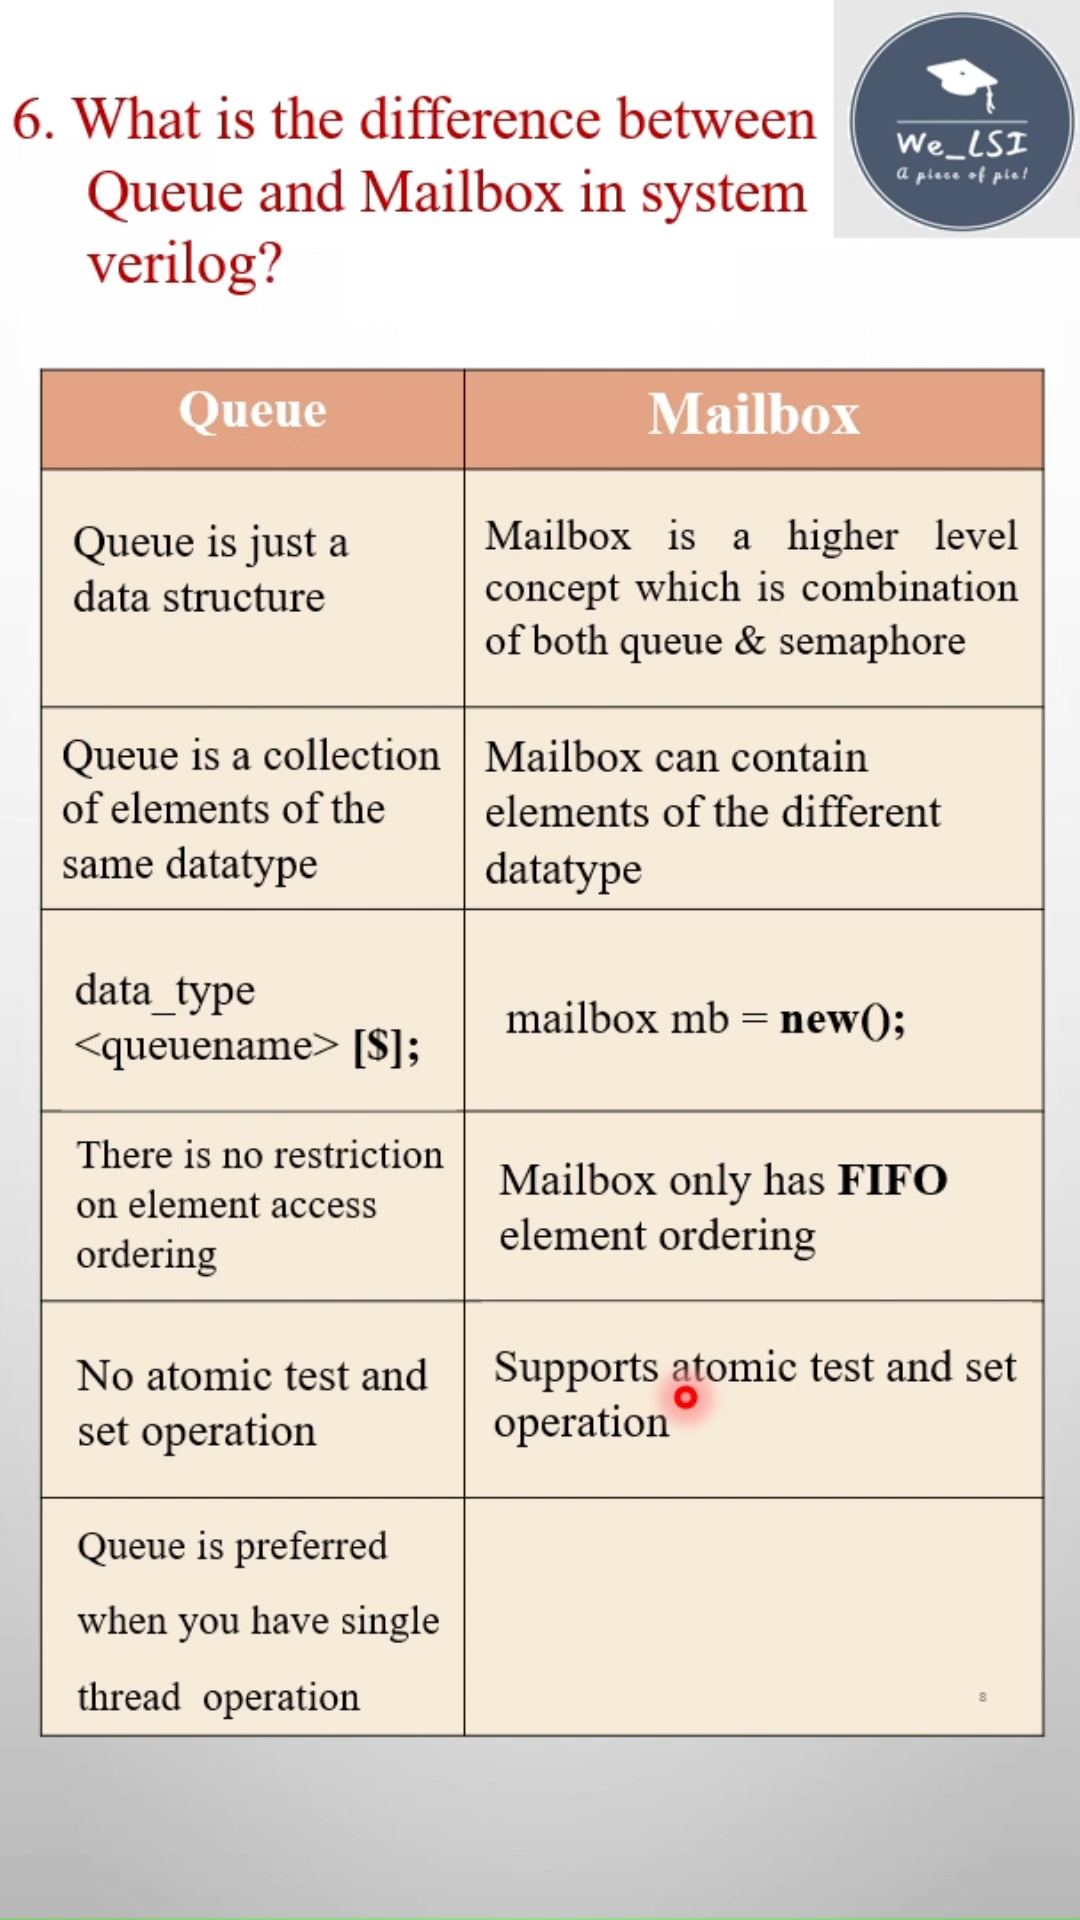 6. What is the difference between
Queue and Mailbox in system
verilog?
We_LSI
A piece of pie!
Queue
Mailbox
Queue is just a
data structure
Mailbox is a higher level
concept which is combination
of both queue & semaphore
Queue is a collection
of elements of the
same datatype
Mailbox can contain
elements of the different
datatype
data_type
<queuename> [$];
mailbox mb = new();
There is no restriction
on element access
ordering
Mailbox only has FIFO
element ordering
No atomic test and
set operation
Supports atomic test and set
operation
Queue is preferred
when you have single
thread operation
8